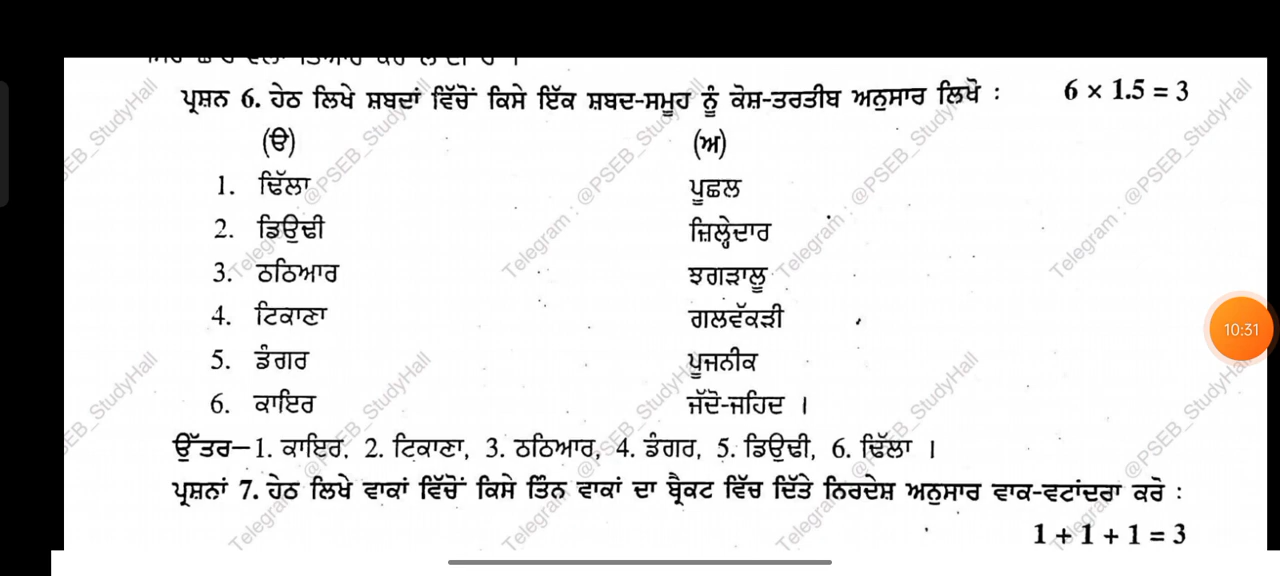 ਪ੍ਰਸ਼ਨ 6. ਹੇਠ ਲਿਖੇ ਸ਼ਬਦਾਂ ਵਿੱਚੋਂ ਕਿਸੇ ਇੱਕ ਸ਼ਬਦ-ਸਮੂਹ ਨੂੰ ਕੋਸ਼-ਤਰਤੀਬ ਅਨੁਸਾਰ ਲਿਖੋ : 6 × 1.5 = 3
(ੳ) (ਅ)
1. ਢਿੱਲਾ ਪੂਛਲ
2. ਡਿਉਢੀ ਜ਼ਿਲ੍ਹੇਦਾਰ
3. ਠਠਿਆਰ ਝਗੜਾਲੂ
4. ਟਿਕਾਣਾ ਗਲਵੱਕੜੀ
5. ਡੰਗਰ ਪੂਜਨੀਕ
6. ਕਾਇਰ ਜੱਦੋ-ਜਹਿਦ ।
ਉੱਤਰ—1. ਕਾਇਰ, 2. ਟਿਕਾਣਾ, 3. ਠਠਿਆਰ, 4. ਡੰਗਰ, 5. ਡਿਉਢੀ, 6. ਢਿੱਲਾ ।
ਪ੍ਰਸ਼ਨਾਂ 7. ਹੇਠ ਲਿਖੇ ਵਾਕਾਂ ਵਿੱਚੋਂ ਕਿਸੇ ਤਿੰਨ ਵਾਕਾਂ ਦਾ ਬ੍ਰੈਕਟ ਵਿੱਚ ਦਿੱਤੇ ਨਿਰਦੇਸ਼ ਅਨੁਸਾਰ ਵਾਕ-ਵਟਾਂਦਰਾ ਕਰੋ :
1 + 1 + 1 = 3
10:31
Telegram : @PSEB_StudyHall